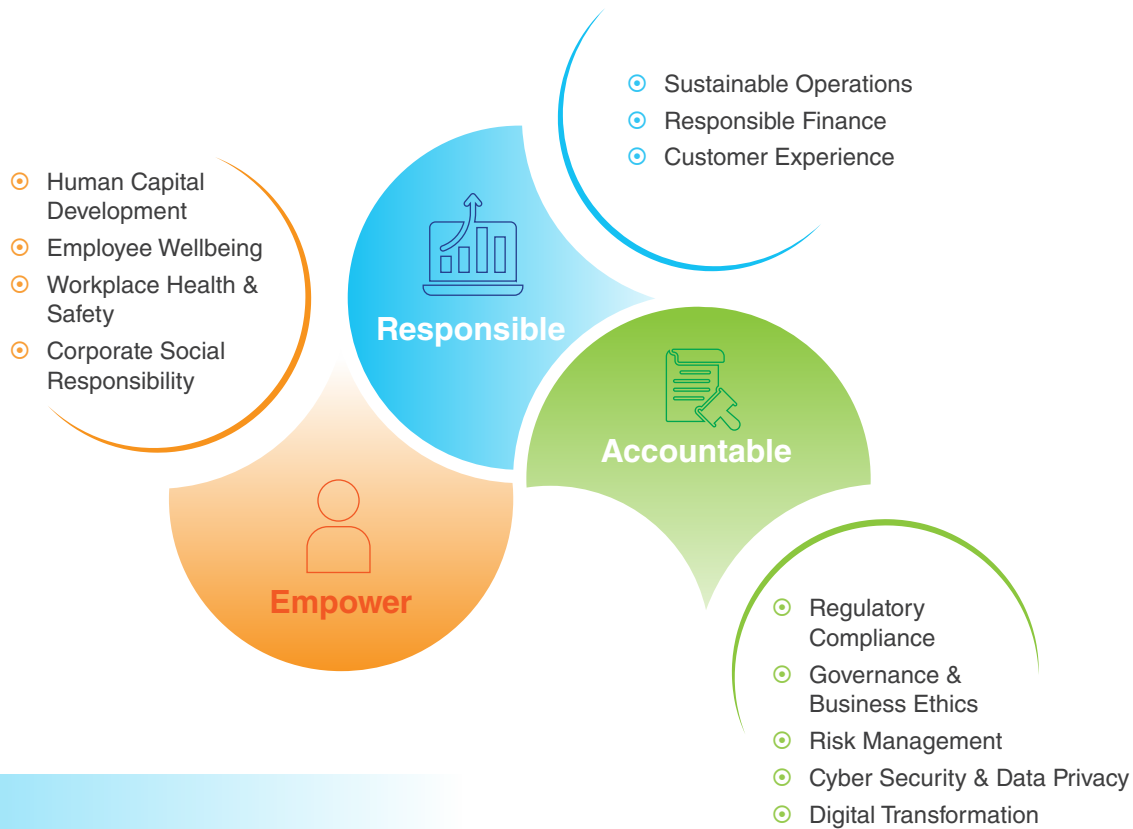 Sustainable Operations
Responsible Finance
Customer Experience
Human Capital
Development
Employee Wellbeing
Workplace Health &
Safety
Corporate Social
Responsibility
Responsible
Accountable
Empower
Regulatory
Compliance
Governance &
Business Ethics
Risk Management
Cyber Security & Data Privacy
Digital Transformation